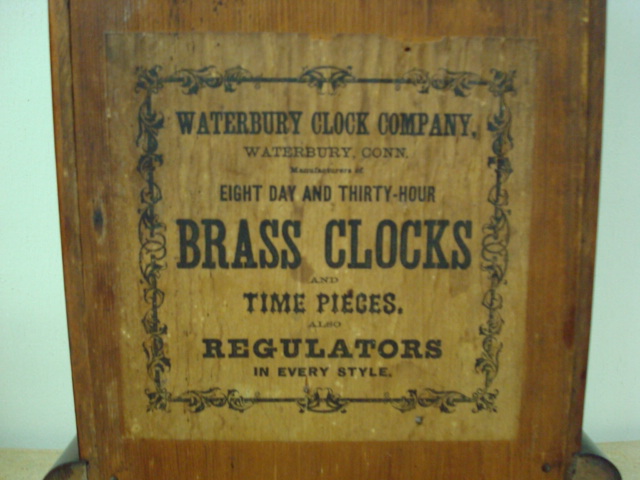 WATERBURY CLOCK COMPANY,
WATERBURY, CONN.
Manufacturers of
EIGHT DAY AND THIRTY-HOUR
BRASS CLOCKS
AND
TIME PIECES.
ALSO
REGULATORS
IN EVERY STYLE.